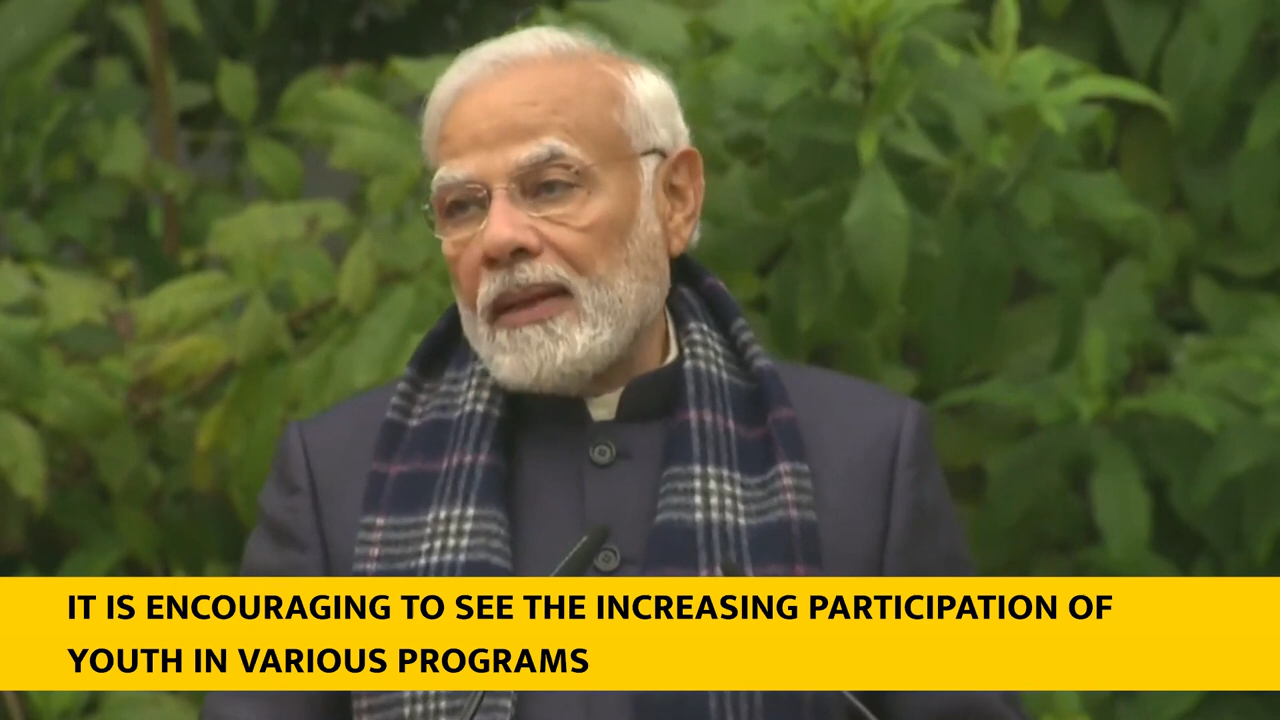 IT IS ENCOURAGING TO SEE THE INCREASING PARTICIPATION OF
YOUTH IN VARIOUS PROGRAMS